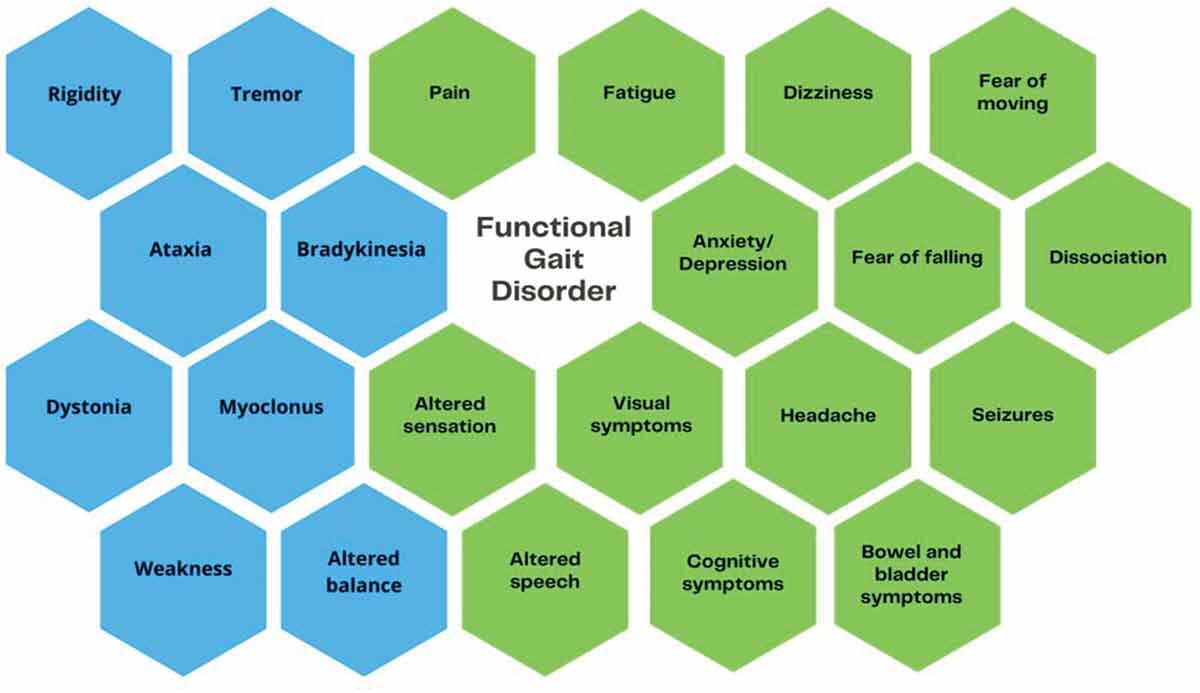 Rigidity
Tremor
Pain
Fatigue
Dizziness
Fear of
moving
Ataxia
Bradykinesia
Functional
Gait
Disorder
Anxiety/
Depression
Fear of falling
Dissociation
Dystonia
Myoclonus
Altered
sensation
Visual
symptoms
Headache
Seizures
Weakness
Altered
balance
Altered
speech
Cognitive
symptoms
Bowel and
bladder
symptoms